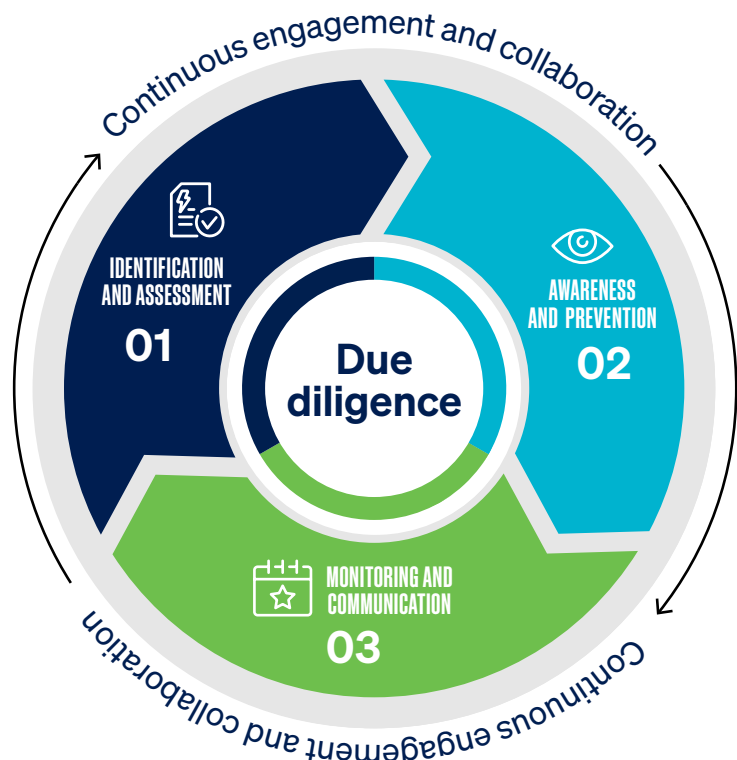 Continuous engagement and collaboration
IDENTIFICATION
AND ASSESSMENT
01
AWARENESS
AND PREVENTION
02
Due
diligence
MONITORING AND
COMMUNICATION
03
Continuous engagement and collaboration